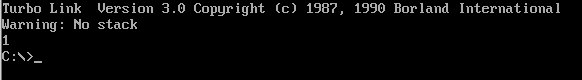 Turbo Link  Version 3.0 Copyright (c) 1987, 1990 Borland International
Warning: No stack
1
C:\>_